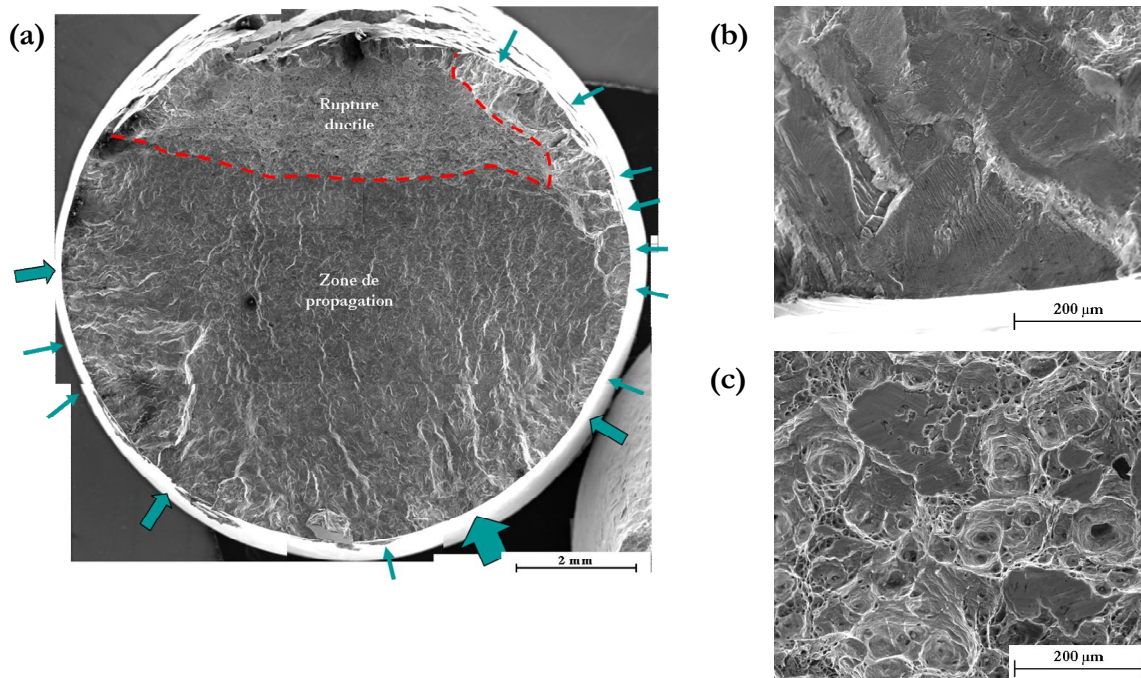 (a)
Rupture
ductile
Zone de
propagation
2 mm
(b)
200 µm
(c)
200 µm